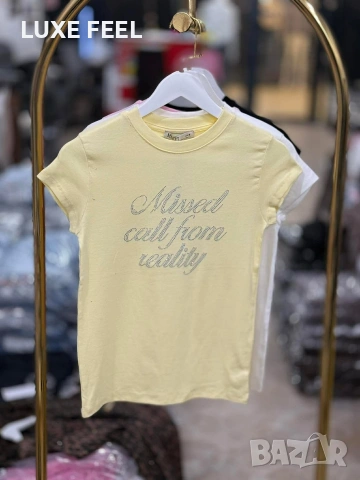 LUXE FEEL
Missed
call from
reality
BAZAR